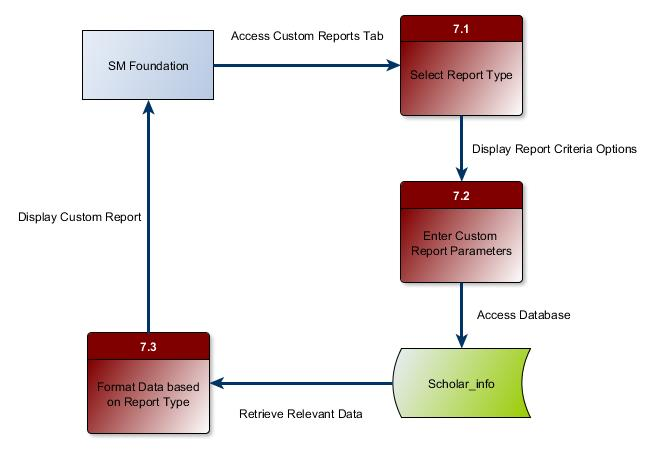 Access Custom Reports Tab
7.1
SM Foundation
Select Report Type
Display Report Criteria Options
7.2
Display Custom Report
Enter Custom
Report Parameters
Access Database
7.3
Format Data based
on Report Type
Scholar_info
Retrieve Relevant Data